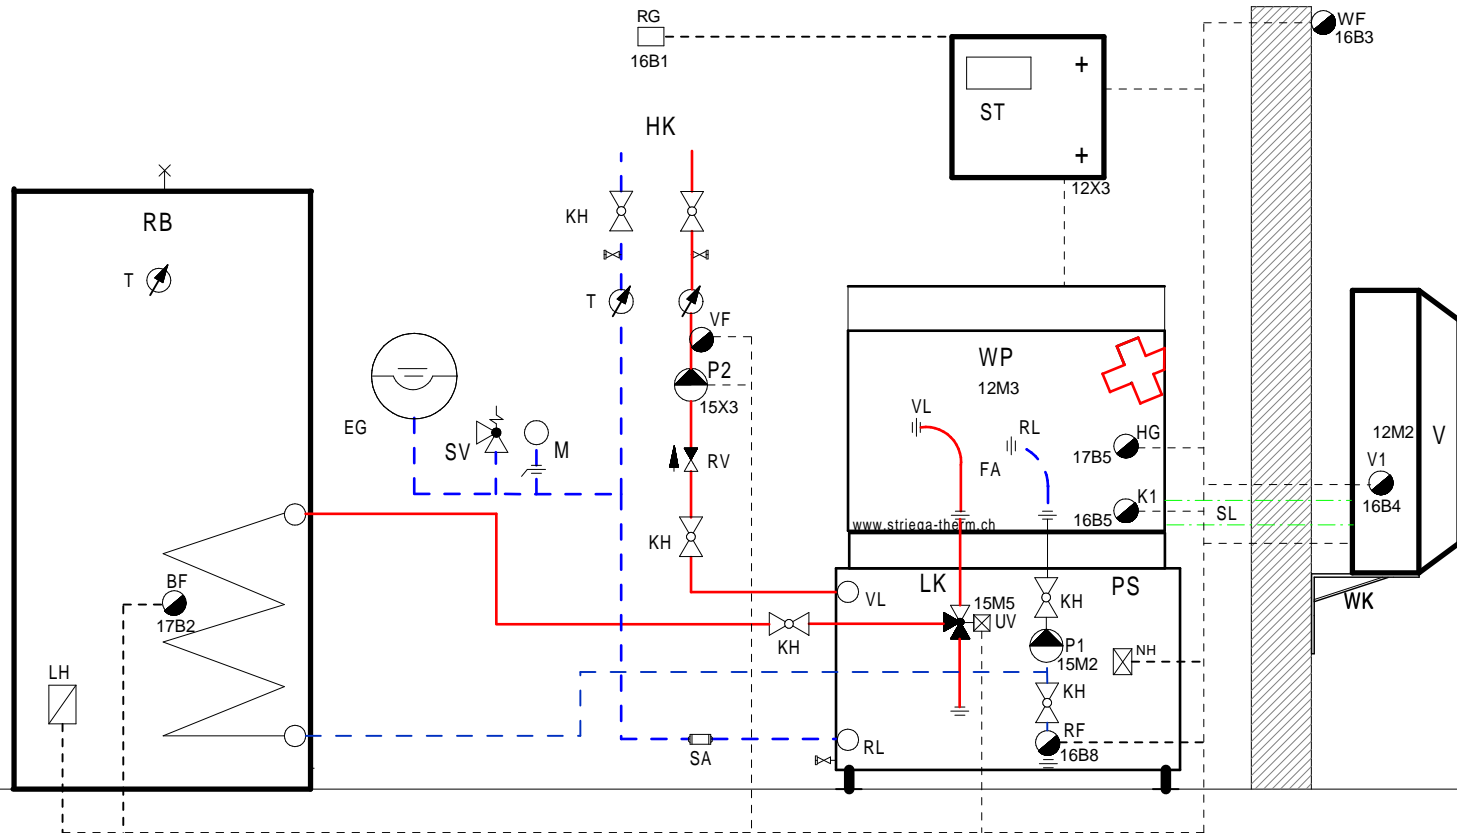 RG
16B1
WF
16B3
ST
12X3
HK
KH
RB
T
T
VF
P2
15X3
EG
SV
M
RV
KH
WP
12M3
VL
RL
FA
HG
17B5
K1
16B5
SL
www.striega-therm.ch
12M2
V
V1
16B4
WK
BF
17B2
LH
VL
KH
LK
15M5
UV
PS
KH
P1
15M2
NH
KH
RF
16B8
RL
SA